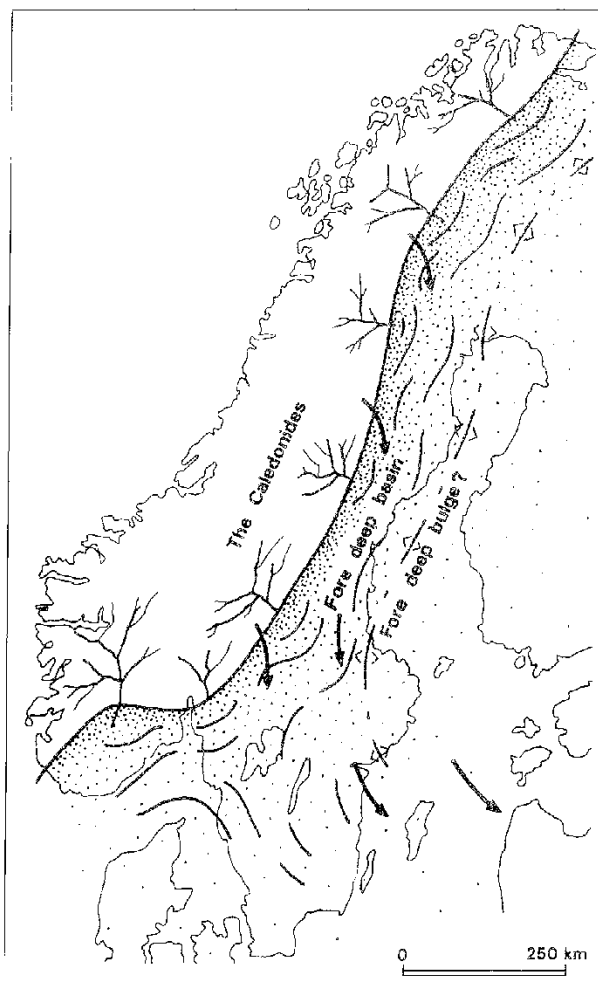 The Caledonides
Fore deep basin
Fore deep bulge ?
0 250 km